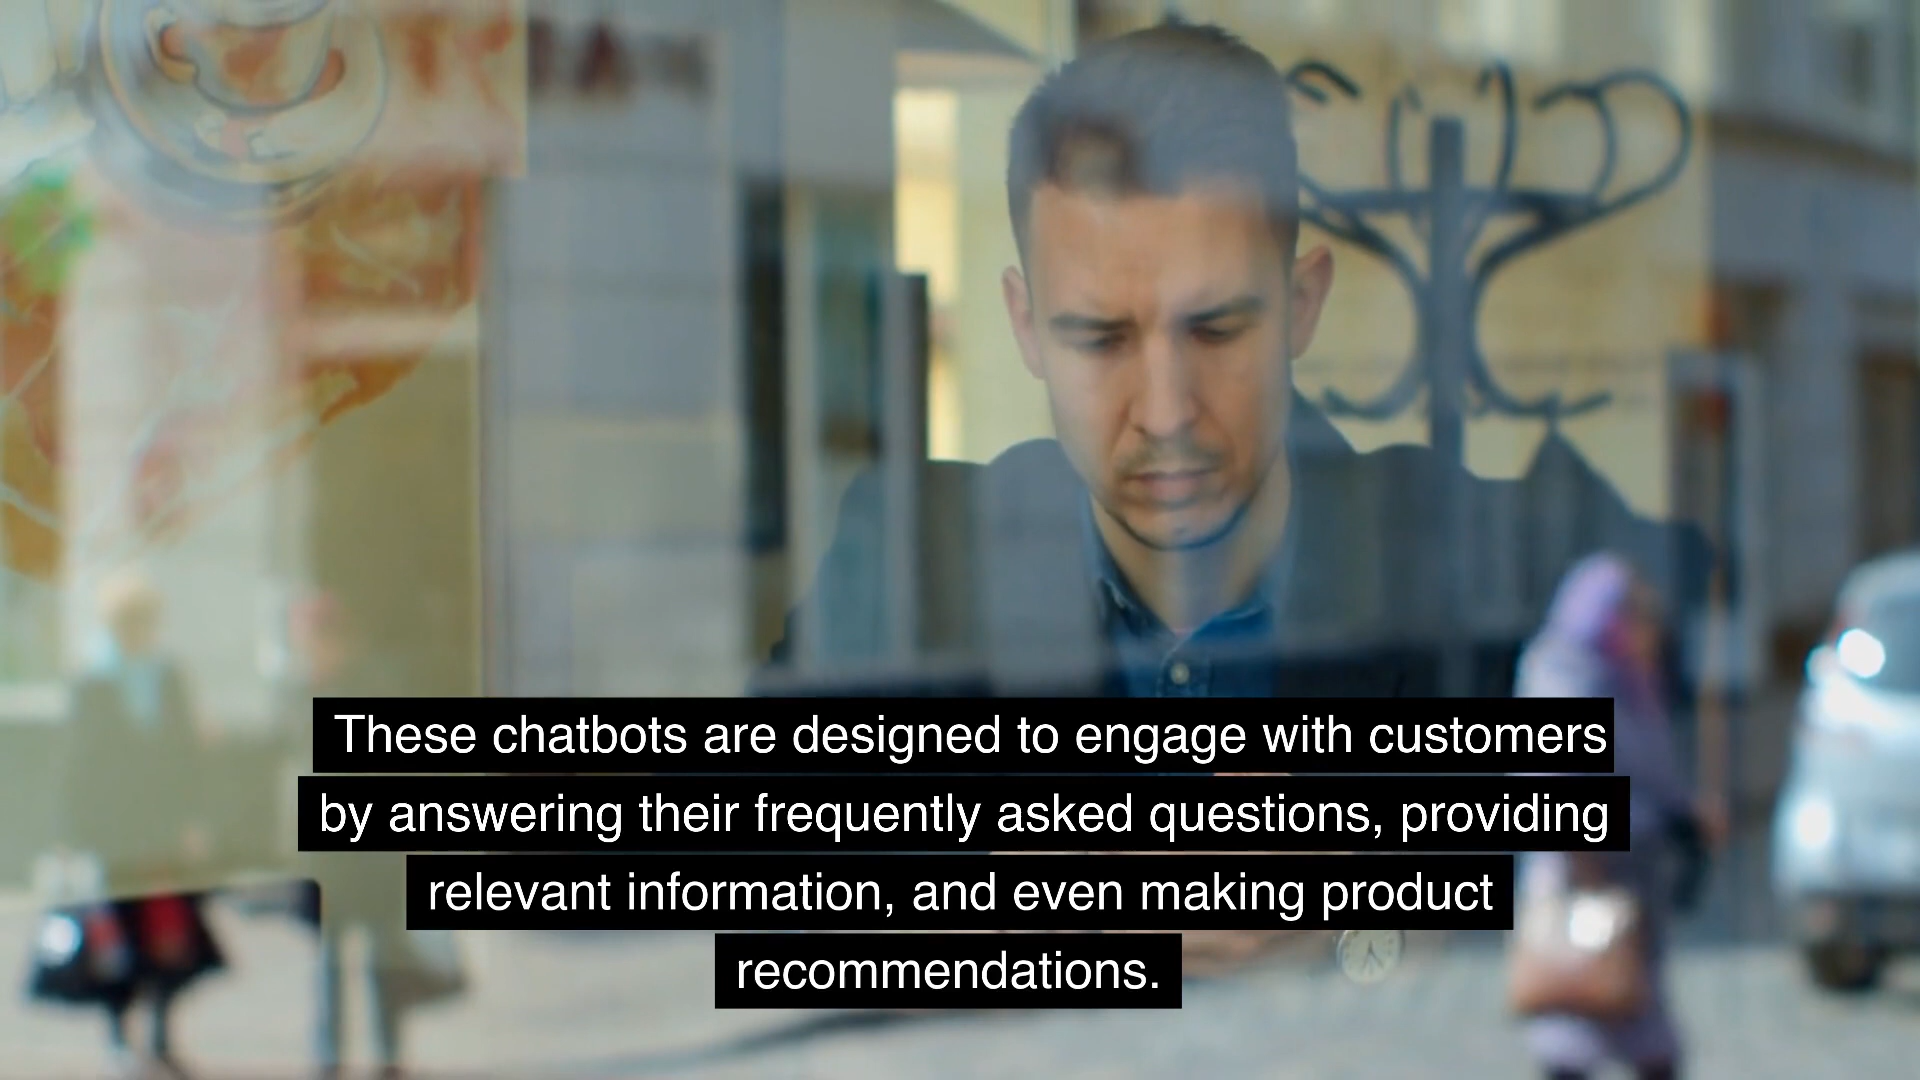 These chatbots are designed to engage with customers
by answering their frequently asked questions, providing
relevant information, and even making product
recommendations.